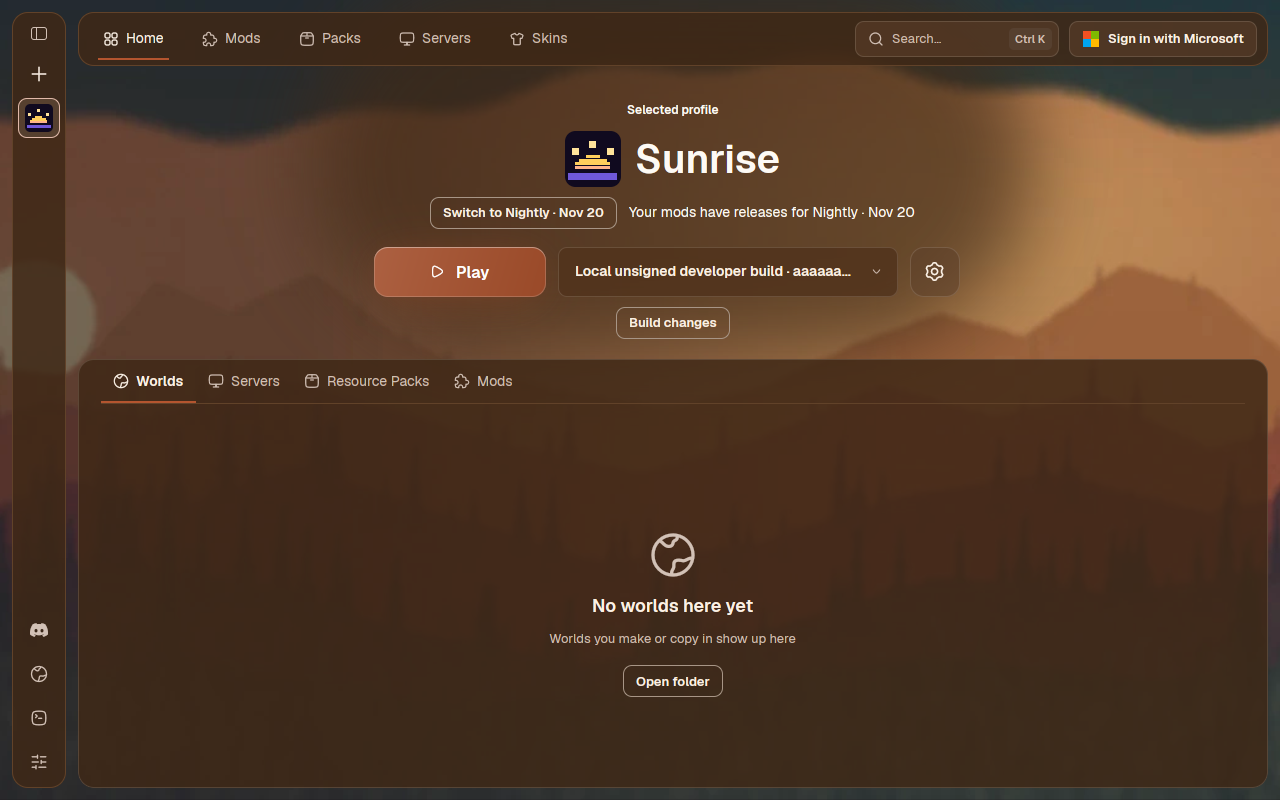 Home
Mods
Packs
Servers
Skins
Search...
Ctrl K
Sign in with Microsoft
Selected profile
Sunrise
Switch to Nightly · Nov 20
Your mods have releases for Nightly · Nov 20
Play
Local unsigned developer build · aaaaaa...
Build changes
Worlds
Servers
Resource Packs
Mods
No worlds here yet
Worlds you make or copy in show up here
Open folder